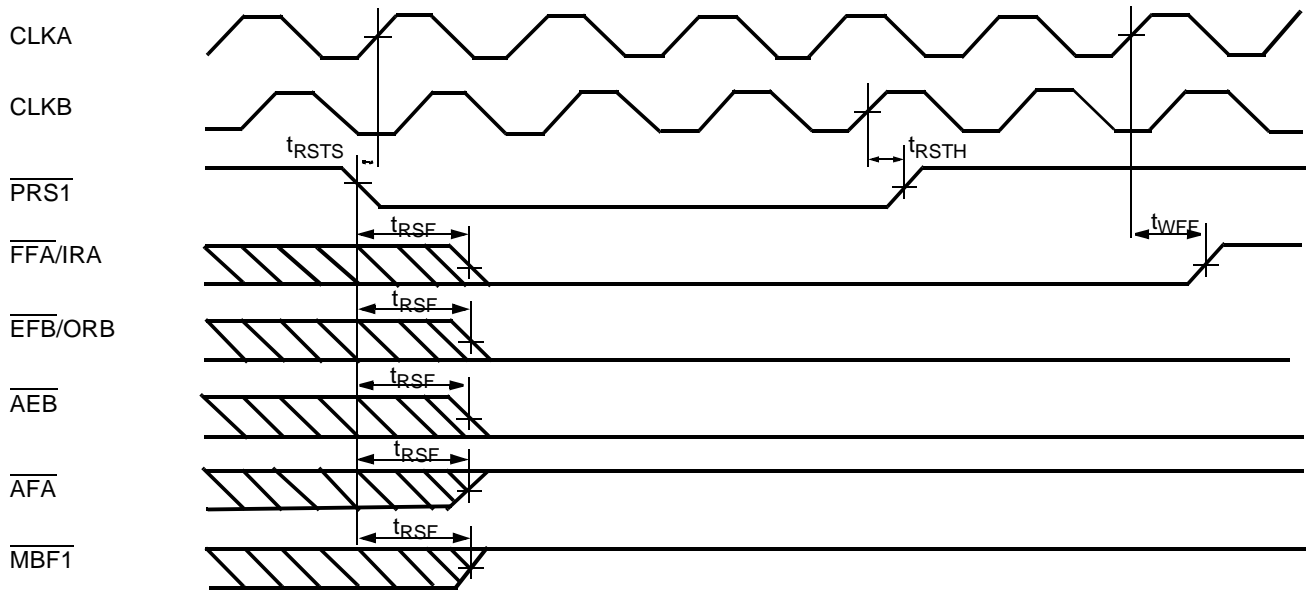 CLKA
CLKB
tRSTS
tRSTH
PRS1
tRSF
tWFF
FFA/IRA
tRSF
EFB/ORB
tRSF
AEB
tRSF
AFA
tRSF
MBF1